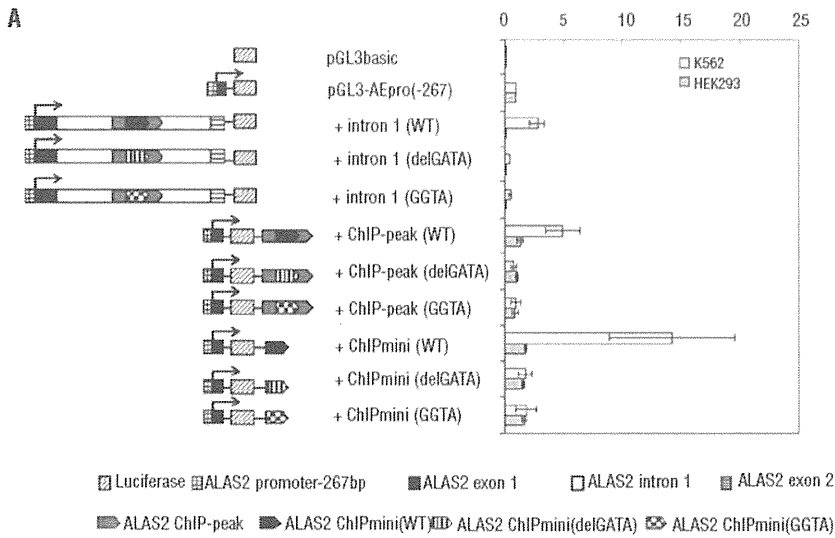 A
0 5 10 15 20 25
pGL3basic
K562
HEK293
pGL3-AEpro(-267)
+ intron 1 (WT)
+ intron 1 (delGATA)
+ intron 1 (GGTA)
+ ChIP-peak (WT)
+ ChIP-peak (delGATA)
+ ChIP-peak (GGTA)
+ ChIPmini (WT)
+ ChIPmini (delGATA)
+ ChIPmini (GGTA)
Luciferase ALAS2 promoter-267bp ALAS2 exon 1 ALAS2 intron 1 ALAS2 exon 2
ALAS2 ChIP-peak ALAS2 ChIPmini(WT) ALAS2 ChIPmini(delGATA) ALAS2 ChIPmini(GGTA)